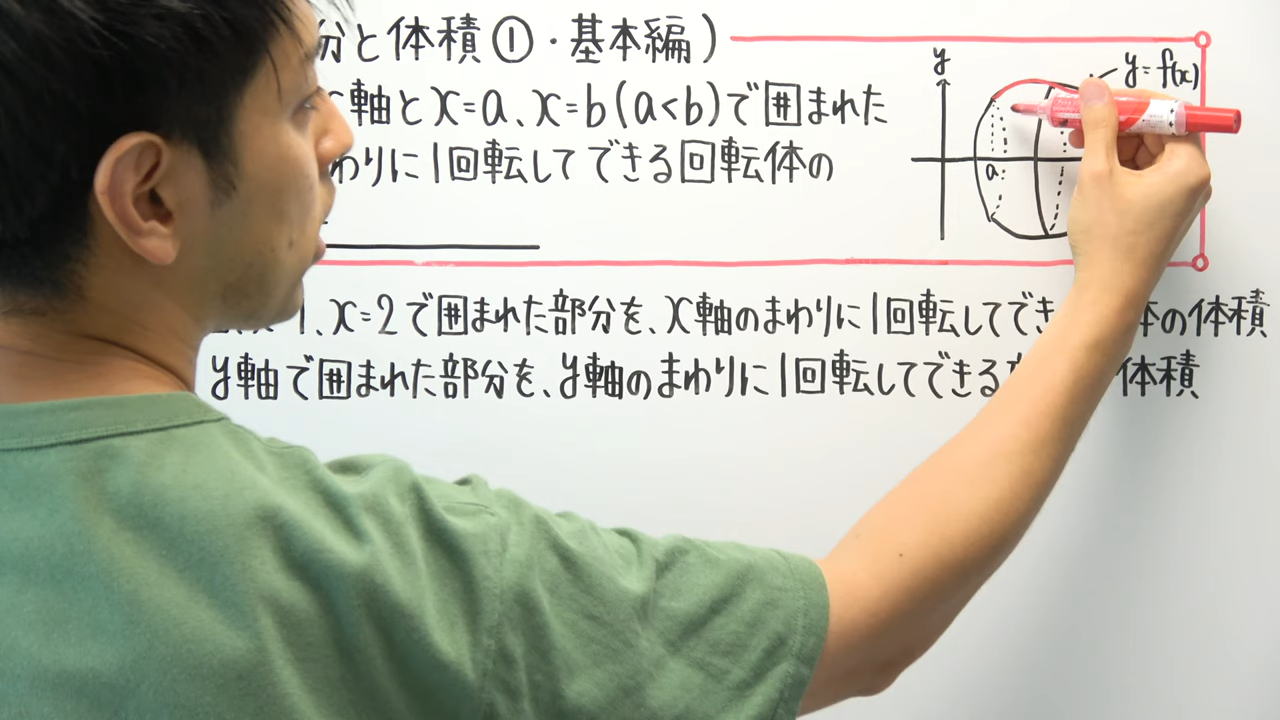 分と体積①・基本編)
軸とx=a、x=b(a<b)で囲まれた
わりに1回転してできる回転体の
y
y=f(x)
a
1、x=2で囲まれた部分を、x軸のまわりに1回転してでき 体の体積
y軸で囲まれた部分を、y軸のまわりに1回転してできる 体積